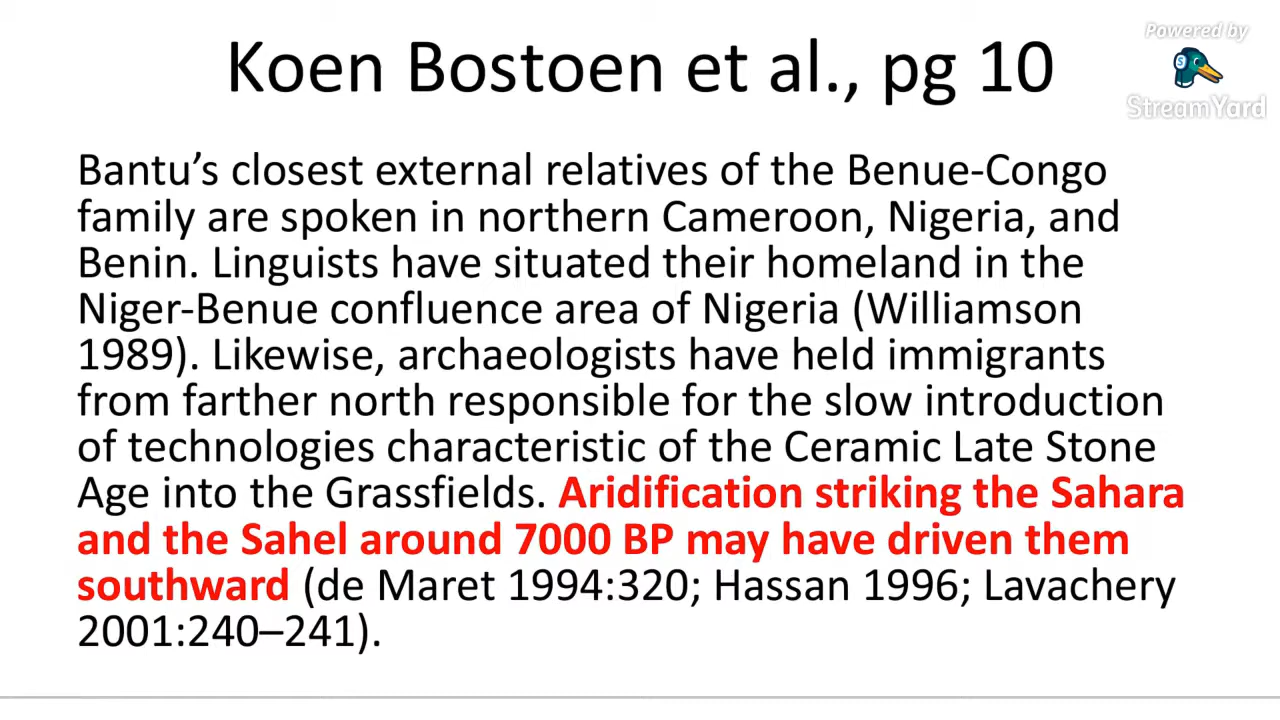 Koen Bostoen et al., pg 10
Powered by
StreamYard
Bantu’s closest external relatives of the Benue-Congo
family are spoken in northern Cameroon, Nigeria, and
Benin. Linguists have situated their homeland in the
Niger-Benue confluence area of Nigeria (Williamson
1989). Likewise, archaeologists have held immigrants
from farther north responsible for the slow introduction
of technologies characteristic of the Ceramic Late Stone
Age into the Grassfields. Aridification striking the Sahara
and the Sahel around 7000 BP may have driven them
southward (de Maret 1994:320; Hassan 1996; Lavachery
2001:240–241).